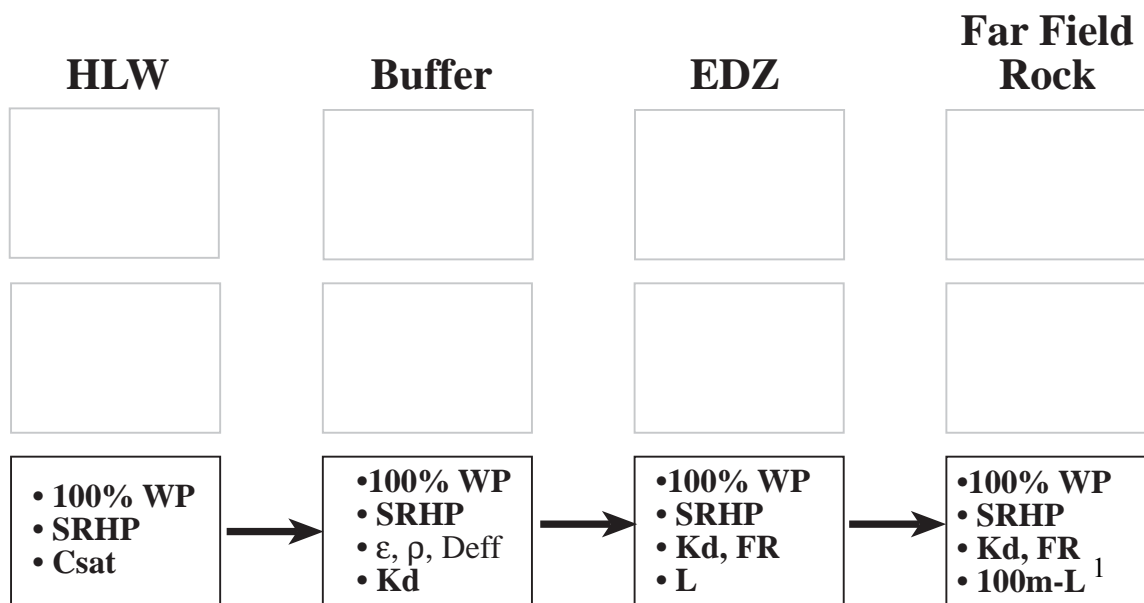 HLW
Buffer
EDZ
Far Field
Rock
• 100% WP
• SRHP
• Csat
•100% WP
• SRHP
• ε, ρ, Deff
• Kd
•100% WP
• SRHP
• Kd, FR
• L
•100% WP
• SRHP
• Kd, FR
• 100m-L 1